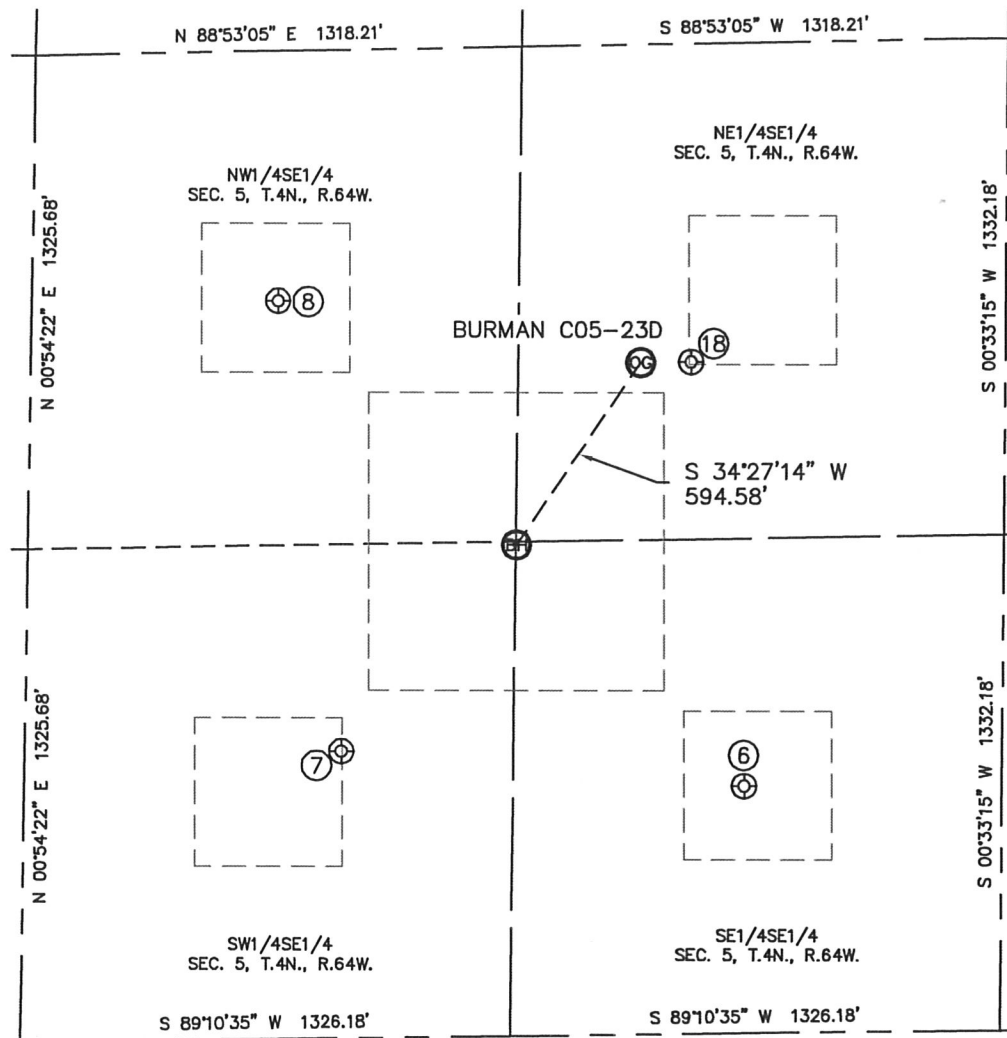 N 88°53'05" E 1318.21'
S 88°53'05" W 1318.21'
NW1/4SE1/4
SEC. 5, T.4N., R.64W.
NE1/4SE1/4
SEC. 5, T.4N., R.64W.
N 00°54'22" E 1325.68'
S 00°33'15" W 1332.18'
8
BURMAN C05-23D
OG
18
S 34°27'14" W
594.58'
BH
N 00°54'22" E 1325.68'
S 00°33'15" W 1332.18'
7
6
SW1/4SE1/4
SEC. 5, T.4N., R.64W.
SE1/4SE1/4
SEC. 5, T.4N., R.64W.
S 89°10'35" W 1326.18'
S 89°10'35" W 1326.18'